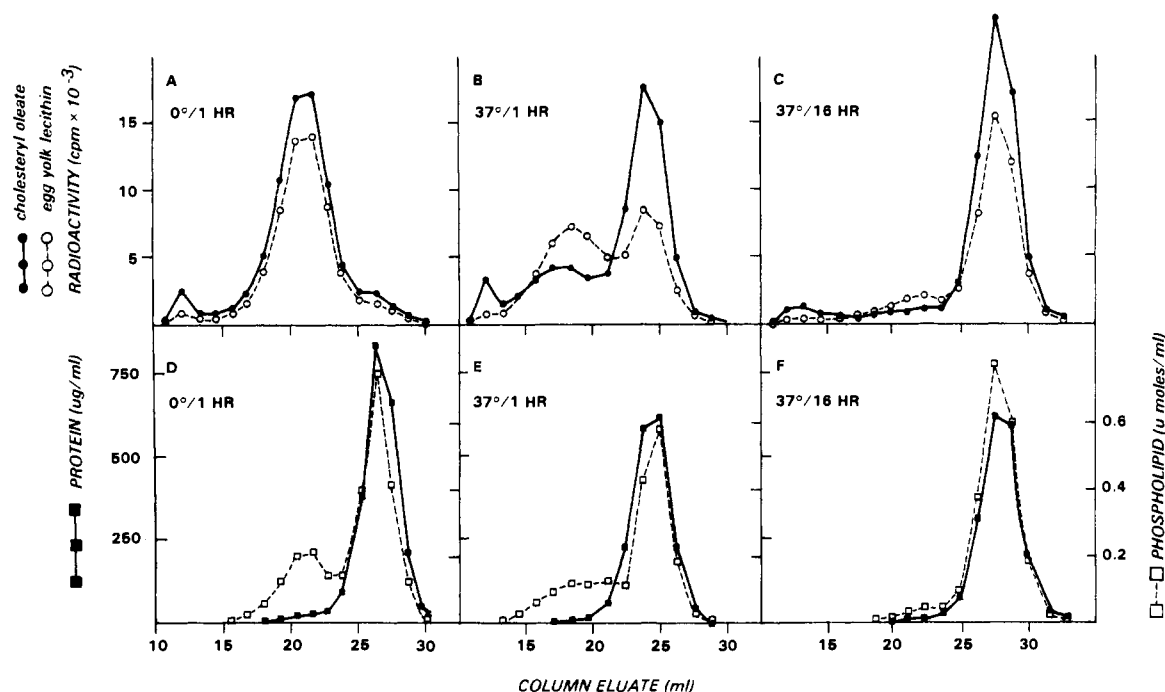 cholesteryl oleate
egg yolk lecithin
RADIOACTIVITY (cpm × 10⁻³)
15
10
5
A
0°/1 HR
B
37°/1 HR
C
37°/16 HR
PROTEIN (ug/ml)
750
500
250
D
0°/1 HR
E
37°/1 HR
F
37°/16 HR
0.6
0.4
0.2
PHOSPHOLIPID (u moles/ml)
10 15 20 25 30 15 20 25 30 15 20 25 30
COLUMN ELUATE (ml)